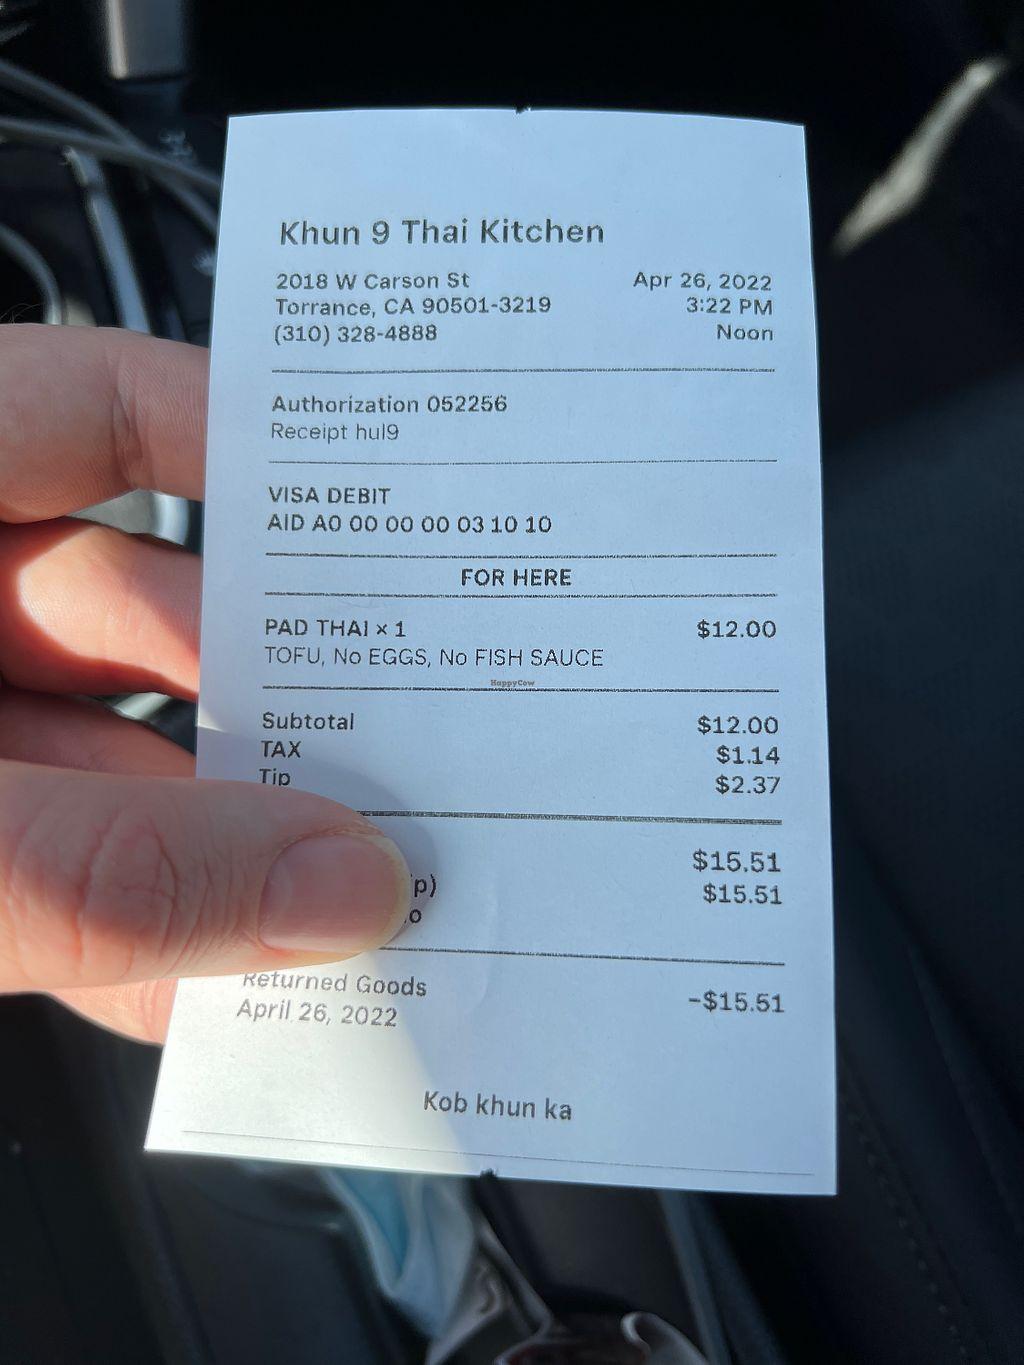 Khun 9 Thai Kitchen
2018 W Carson St Apr 26, 2022
Torrance, CA 90501-3219 3:22 PM
(310) 328-4888 Noon
Authorization 052256
Receipt hul9
VISA DEBIT
AID A0 00 00 00 03 10 10
FOR HERE
PAD THAI × 1 $12.00
TOFU, No EGGS, No FISH SAUCE
HappyCow
Subtotal $12.00
TAX $1.14
Tip $2.37
$15.51
p) $15.51
Returned Goods -$15.51
April 26, 2022
Kob khun ka